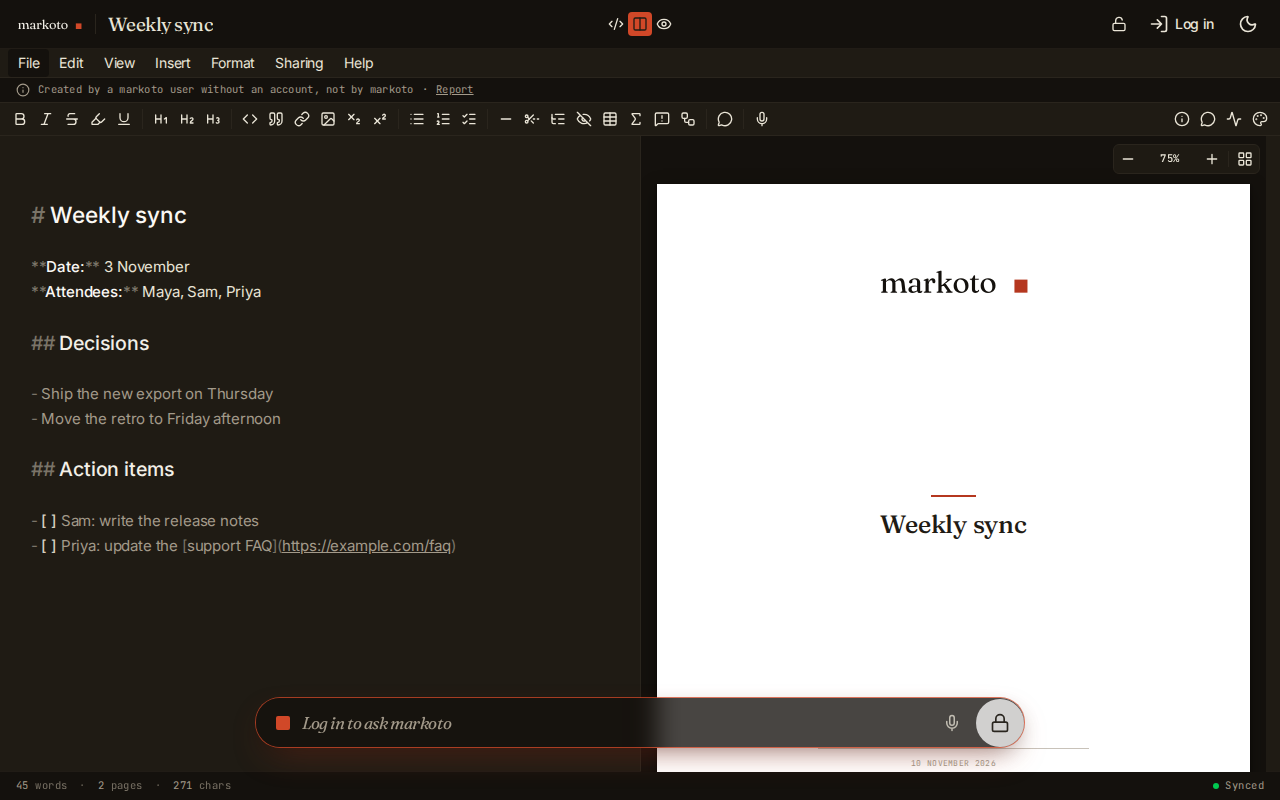 markoto
Weekly sync
Log in
File Edit View Insert Format Sharing Help
Created by a markoto user without an account, not by markoto · Report
B I S U H1 H2 H3 X2 X2 Σ
75%
# Weekly sync
**Date:** 3 November
**Attendees:** Maya, Sam, Priya
## Decisions
- Ship the new export on Thursday
- Move the retro to Friday afternoon
## Action items
- [ ] Sam: write the release notes
- [ ] Priya: update the [support FAQ](https://example.com/faq)
markoto
Weekly sync
10 NOVEMBER 2026
Log in to ask markoto
45 words · 2 pages · 271 chars
Synced